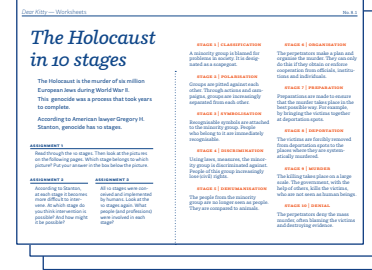 Dear Kitty — Worksheets
No. 9.1
The Holocaust
in 10 stages
The Holocaust is the murder of six million
European Jews during World War II.
This genocide was a process that took years
to complete.
According to American lawyer Gregory H.
Stanton, genocide has 10 stages.
ASSIGNMENT 1
Read through the 10 stages. Then look at the pictures
on the following pages. Which stage belongs to which
picture? Put your answer in the box below the picture.
ASSIGNMENT 2
According to Stanton,
at each stage it becomes
more difficult to inter-
vene. At which stage do
you think intervention is
possible? And how might
it be possible?
ASSIGNMENT 3
All 10 stages were con-
ceived and implemented
by humans. Look at the
10 stages again. What
people (and professions)
were involved in each
stage?
STAGE 1 | CLASSIFICATION
A minority group is blamed for
problems in society. It is desig-
nated as a scapegoat.
STAGE 2 | POLARISATION
Groups are pitted against each
other. Through actions and cam-
paigns, groups are increasingly
separated from each other.
STAGE 3 | SYMBOLISATION
Recognisable symbols are attached
to the minority group. People
who belong to it are immediately
recognisable.
STAGE 4 | DISCRIMINATION
Using laws, measures, the minor-
ity group is discriminated against.
People of this group increasingly
lose (civil) rights.
STAGE 5 | DEHUMANISATION
The people from the minority
group are no longer seen as people.
They are compared to animals.
STAGE 6 | ORGANISATION
The perpetrators make a plan and
organise the murder. They can only
do this if they obtain or enforce
cooperation from officials, institu-
tions and individuals.
STAGE 7 | PREPARATION
Preparations are made to ensure
that the murder takes place in the
best possible way. For example,
by bringing the victims together
at deportation spots.
STAGE 8 | DEPORTATION
The victims are forcibly removed
from deportation spots to the
places where they are system-
atically murdered.
STAGE 9 | MURDER
The killing takes place on a large
scale. The government, with the
help of others, kills the victims,
who are not seen as human beings.
STAGE 10 | DENIAL
The perpetrators deny the mass
murder, often blaming the victims
and destroying evidence.